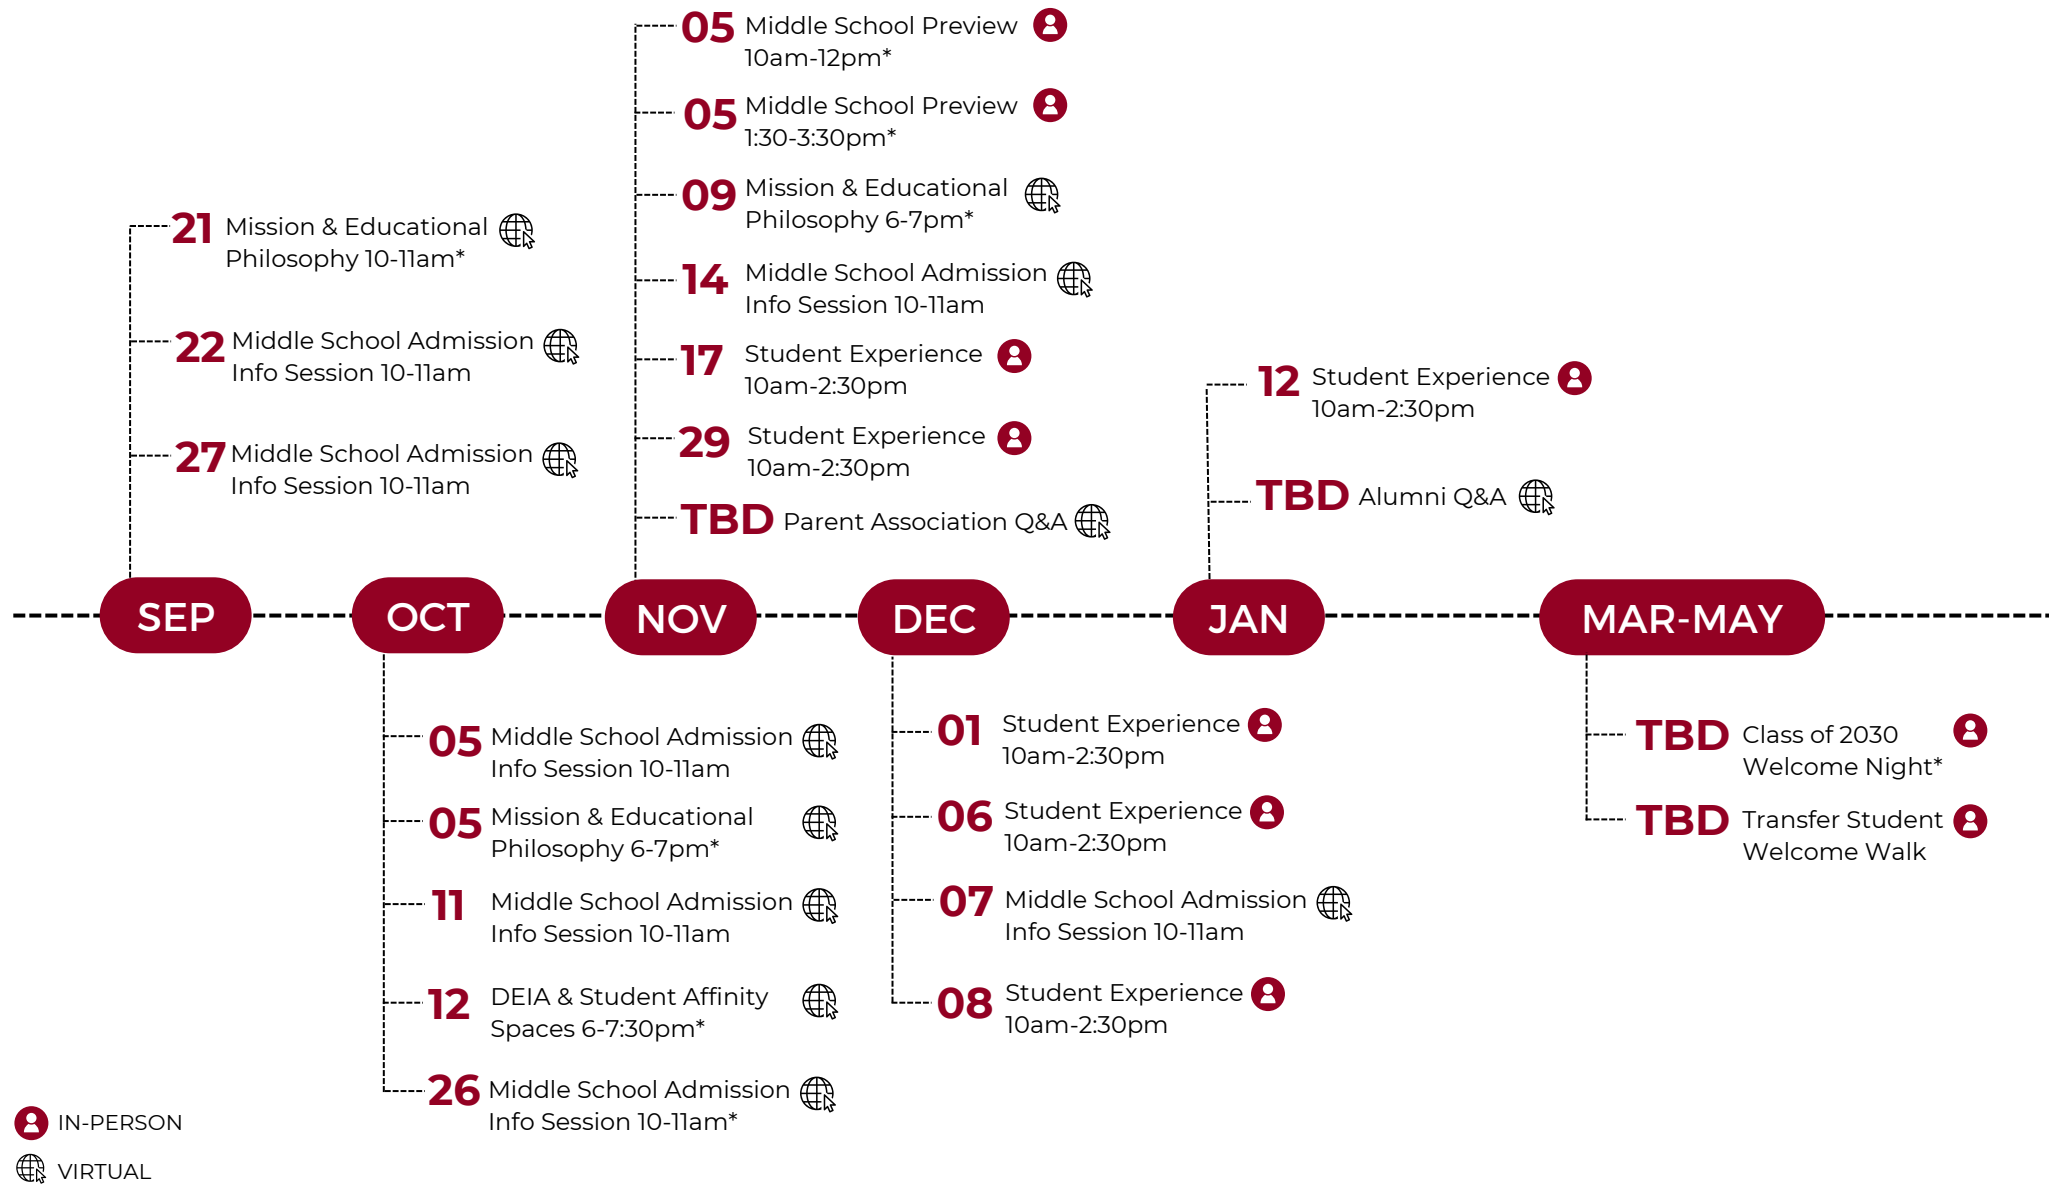 05 Middle School Preview
10am-12pm*
05 Middle School Preview
1:30-3:30pm*
09 Mission & Educational
Philosophy 6-7pm*
14 Middle School Admission
Info Session 10-11am
17 Student Experience
10am-2:30pm
29 Student Experience
10am-2:30pm
TBD Parent Association Q&A
21 Mission & Educational
Philosophy 10-11am*
22 Middle School Admission
Info Session 10-11am
27 Middle School Admission
Info Session 10-11am
12 Student Experience
10am-2:30pm
TBD Alumni Q&A
SEP
OCT
NOV
DEC
JAN
MAR-MAY
05 Middle School Admission
Info Session 10-11am
05 Mission & Educational
Philosophy 6-7pm*
11 Middle School Admission
Info Session 10-11am
12 DEIA & Student Affinity
Spaces 6-7:30pm*
26 Middle School Admission
Info Session 10-11am*
01 Student Experience
10am-2:30pm
06 Student Experience
10am-2:30pm
07 Middle School Admission
Info Session 10-11am
08 Student Experience
10am-2:30pm
TBD Class of 2030
Welcome Night*
TBD Transfer Student
Welcome Walk
IN-PERSON
VIRTUAL